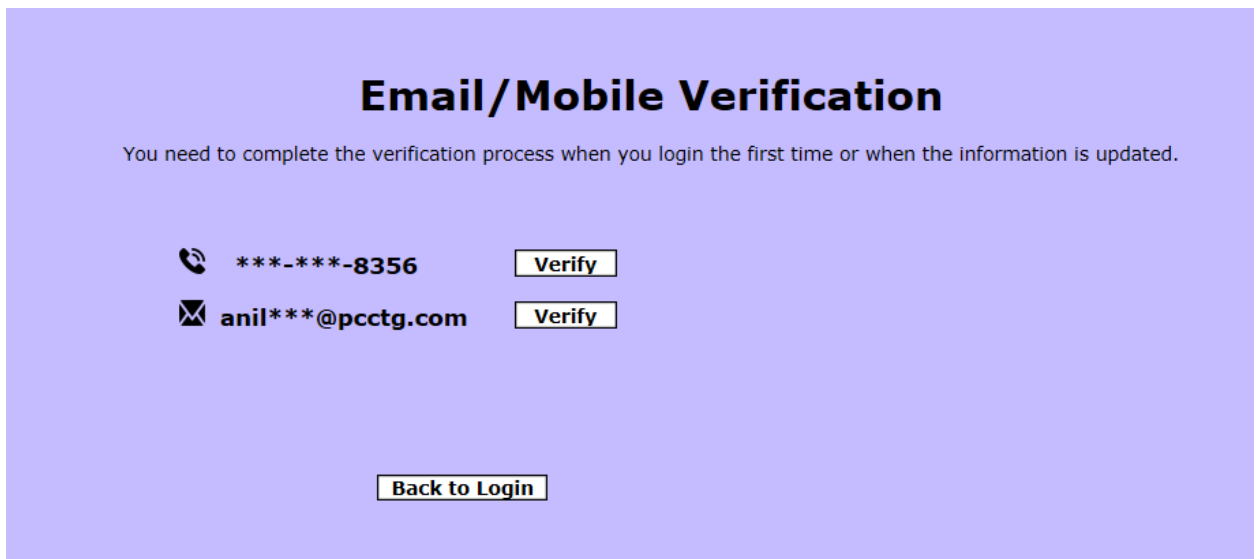 Email/Mobile Verification
You need to complete the verification process when you login the first time or when the information is updated.
***-***-8356 Verify
anil***@pcctg.com Verify
Back to Login